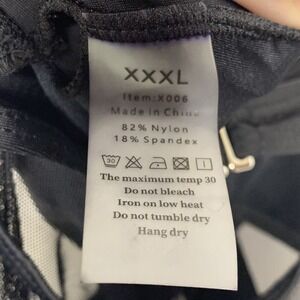 XXXL
Item:X006
Made in China
82% Nylon
18% Spandex
30
The maximum temp 30
Do not bleach
Iron on low heat
Do not tumble dry
Hang dry